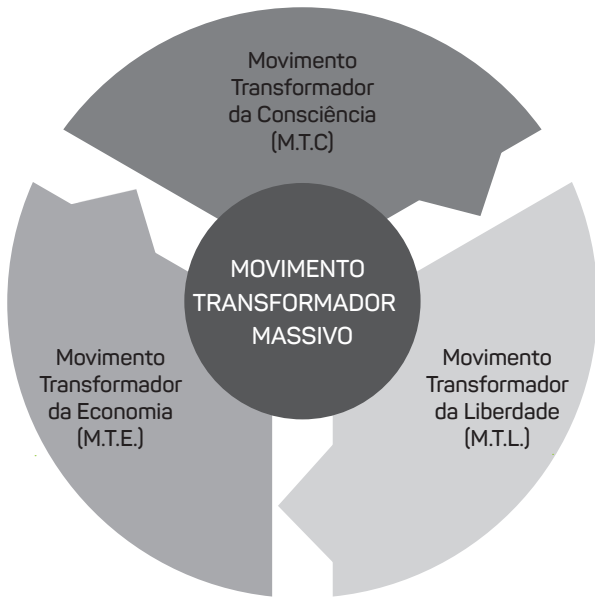 Movimento
Transformador
da Consciência
(M.T.C)
MOVIMENTO
TRANSFORMADOR
MASSIVO
Movimento
Transformador
da Economia
(M.T.E.)
Movimento
Transformador
da Liberdade
(M.T.L.)